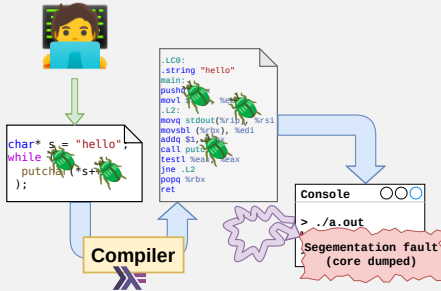 .LC0:
.string "hello"
main:
push
movl %e
.L2:
movq stdout(%rip), %rsi
movsbl (%rbx), %edi
addq $1,
call putc
testl %eax, %eax
jne .L2
popq %rbx
ret
char* s = "hello";
while (
putchar(*s+
);
Compiler
Console
> ./a.out
Segementation fault
(core dumped)